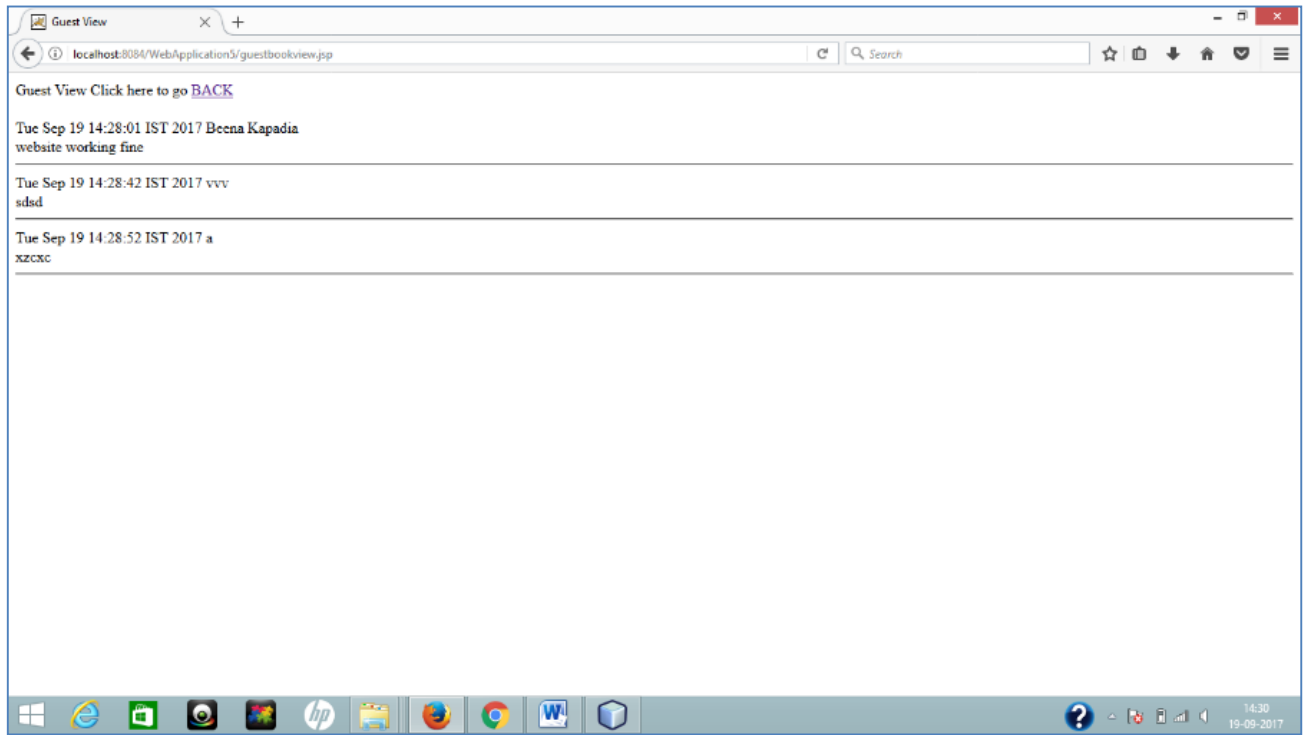 Guest View
localhost:8084/WebApplication5/guestbookview.jsp
Search
Guest View Click here to go BACK
Tue Sep 19 14:28:01 IST 2017 Beena Kapadia
website working fine
Tue Sep 19 14:28:42 IST 2017 vvv
sdsd
Tue Sep 19 14:28:52 IST 2017 a
xzcxc
hp
W
?
14:30
19-09-2017